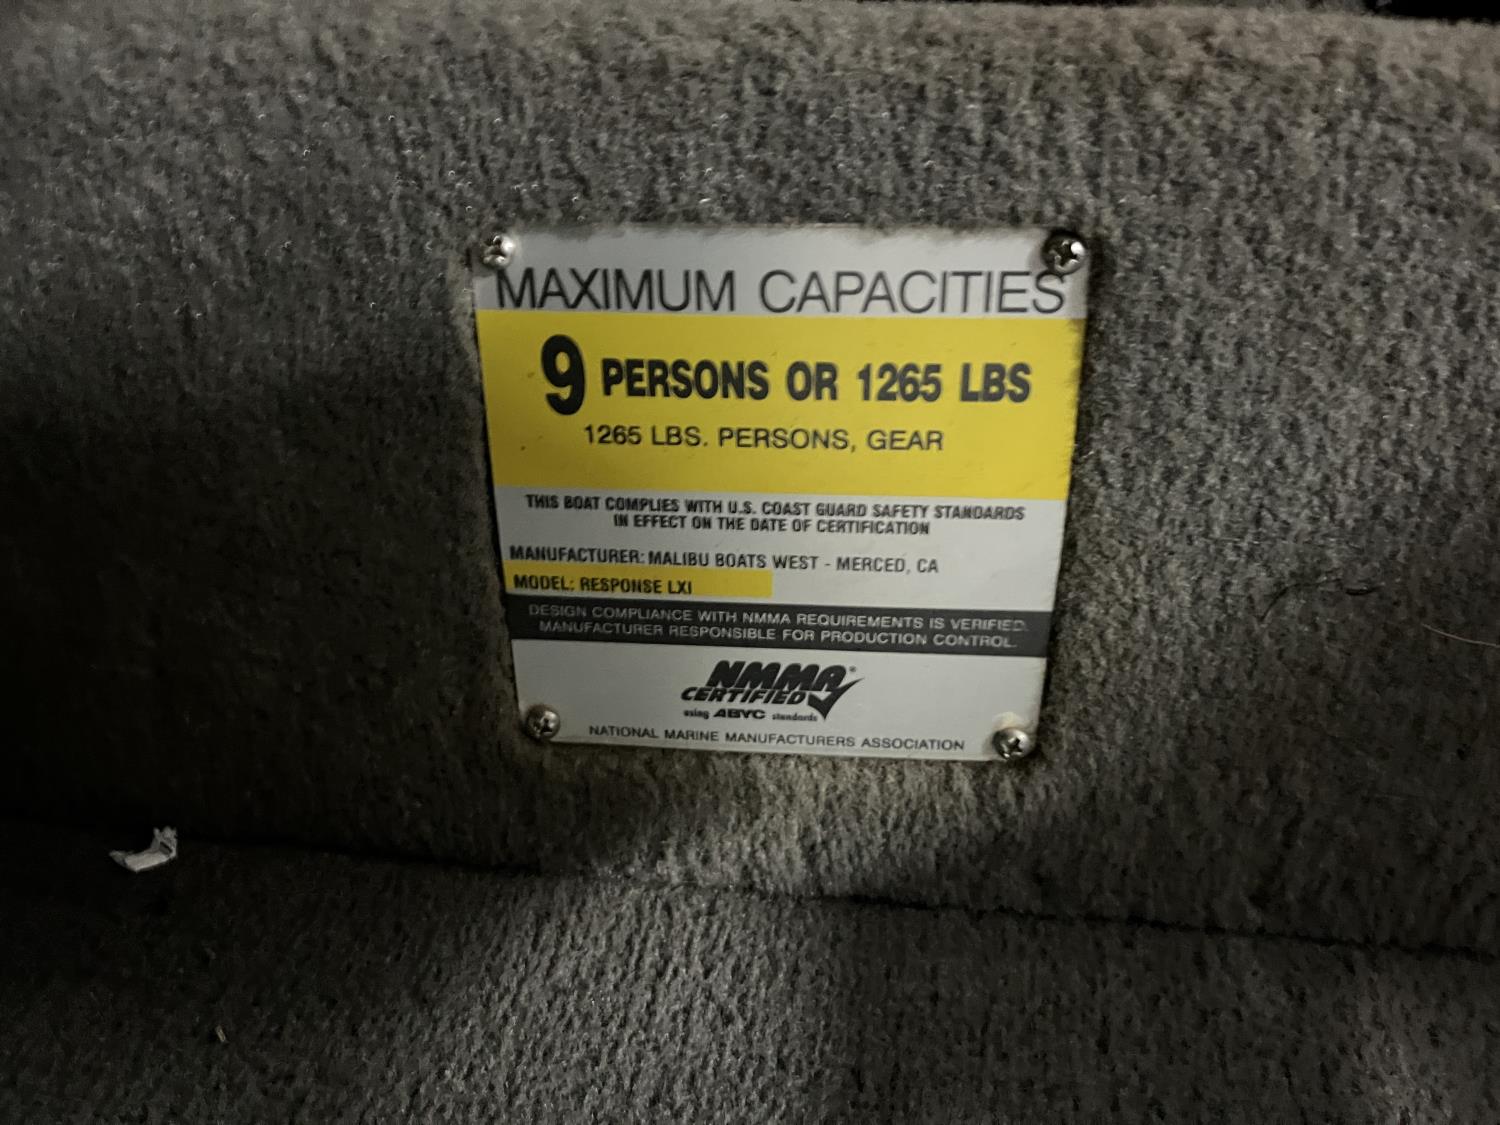 MAXIMUM CAPACITIES
9 PERSONS OR 1265 LBS
1265 LBS. PERSONS, GEAR
THIS BOAT COMPLIES WITH U.S. COAST GUARD SAFETY STANDARDS
IN EFFECT ON THE DATE OF CERTIFICATION
MANUFACTURER: MALIBU BOATS WEST - MERCED, CA
MODEL: RESPONSE LXI
DESIGN COMPLIANCE WITH NMMA REQUIREMENTS IS VERIFIED.
MANUFACTURER RESPONSIBLE FOR PRODUCTION CONTROL.
NMMA®
CERTIFIED
using ABYC standards
NATIONAL MARINE MANUFACTURERS ASSOCIATION